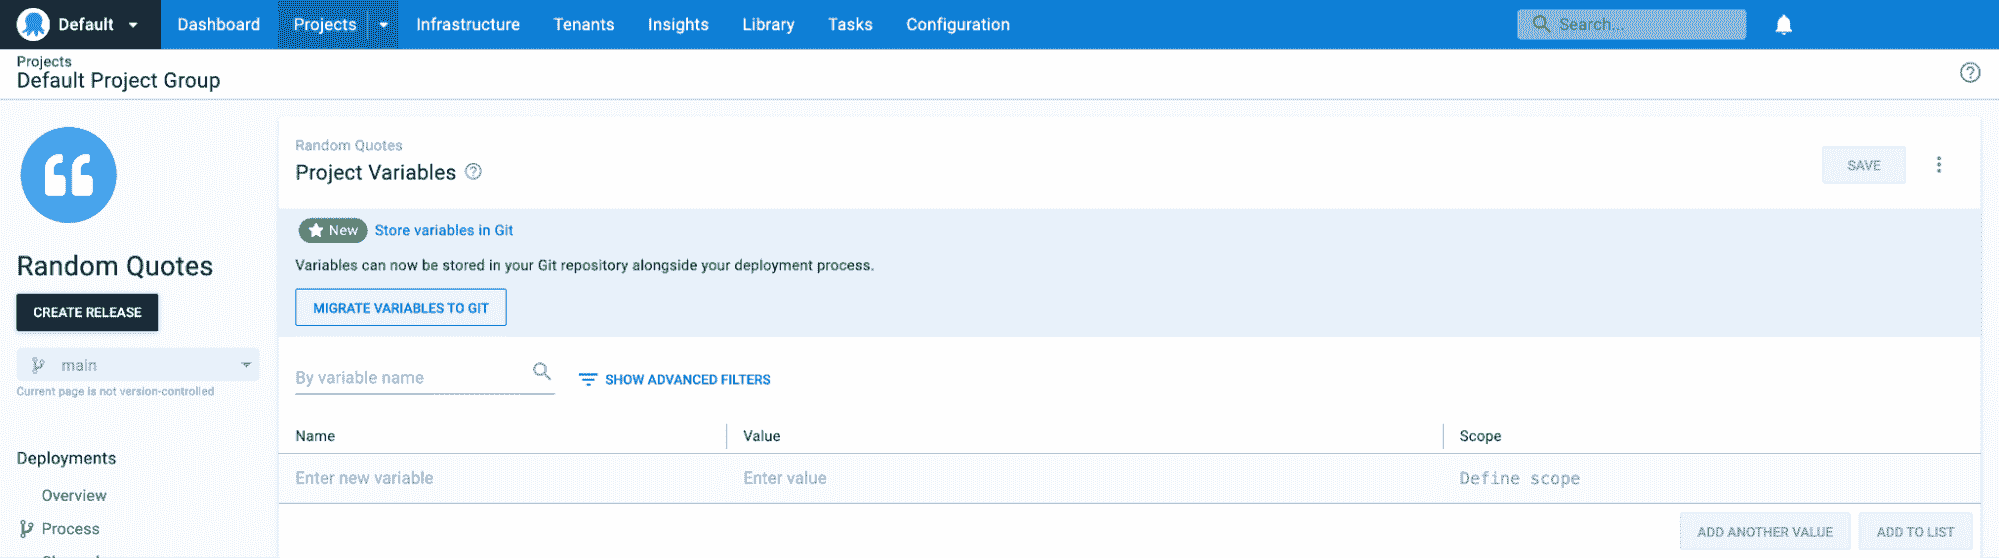 Default Dashboard Projects Infrastructure Tenants Insights Library Tasks Configuration Search...
Projects
Default Project Group
Random Quotes
CREATE RELEASE
main
Current page is not version-controlled
Deployments
Overview
Process
Random Quotes
Project Variables
SAVE
New Store variables in Git
Variables can now be stored in your Git repository alongside your deployment process.
MIGRATE VARIABLES TO GIT
By variable name
SHOW ADVANCED FILTERS
Name Value Scope
Enter new variable Enter value Define scope
ADD ANOTHER VALUE ADD TO LIST